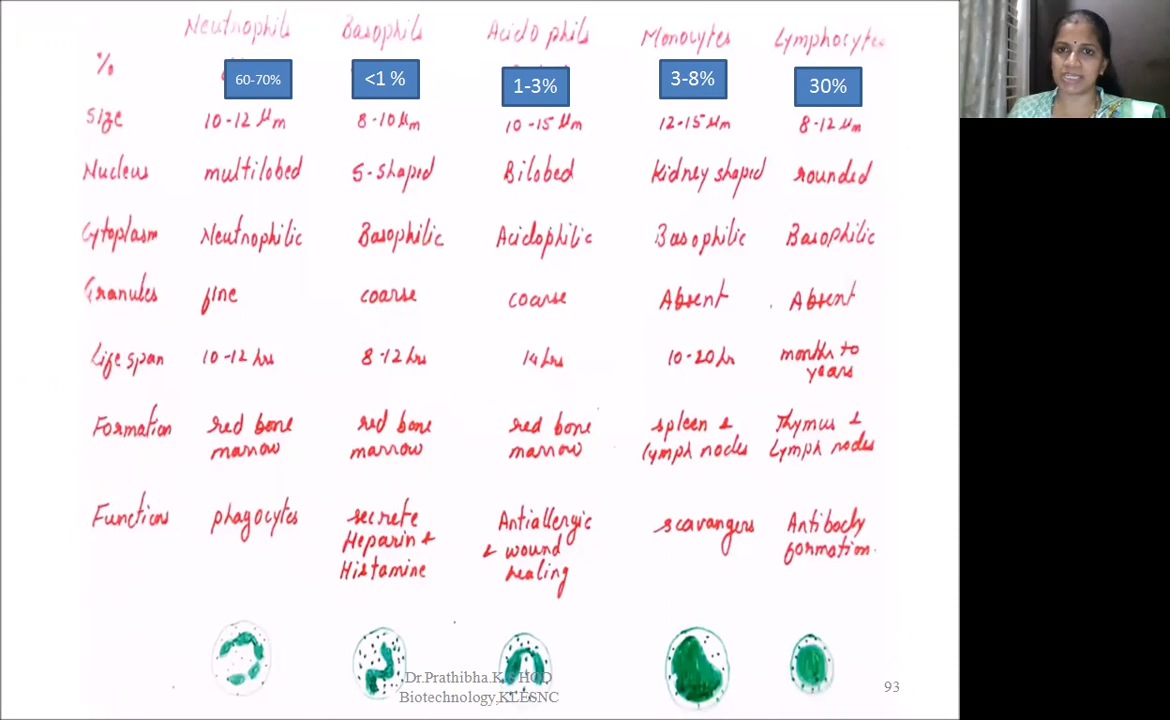 Neutrophils Basophils Acidophils Monocytes Lymphocytes
% 60-70% <1 % 1-3% 3-8% 30%
Size 10-12 μm 8-10 μm 10-15 μm 12-15 μm 8-12 μm
Nucleus multilobed S-shaped Bilobed Kidney shaped rounded
Cytoplasm Neutrophilic Basophilic Acidophilic Basophilic Basophilic
Granules fine coarse coarse Absent Absent
Life span 10-12 hrs 8-12 hrs 14 hrs 10-20 hr months to
years
Formation red bone red bone red bone spleen & Thymus &
marrow marrow marrow lymph nodes Lymph nodes
Functions phagocytes secrete Antiallergic scavangers Antibody
Heparin & & wound formation.
Histamine healing
Dr.Prathibha.K. HOD
Biotechnology,KLESNC
93